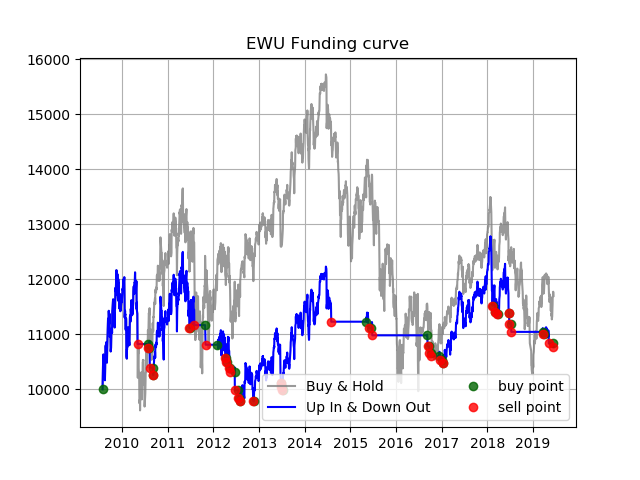 EWU Funding curve
16000
15000
14000
13000
12000
11000
10000
Buy & Hold
Up In & Down Out
buy point
sell point
2010 2011 2012 2013 2014 2015 2016 2017 2018 2019